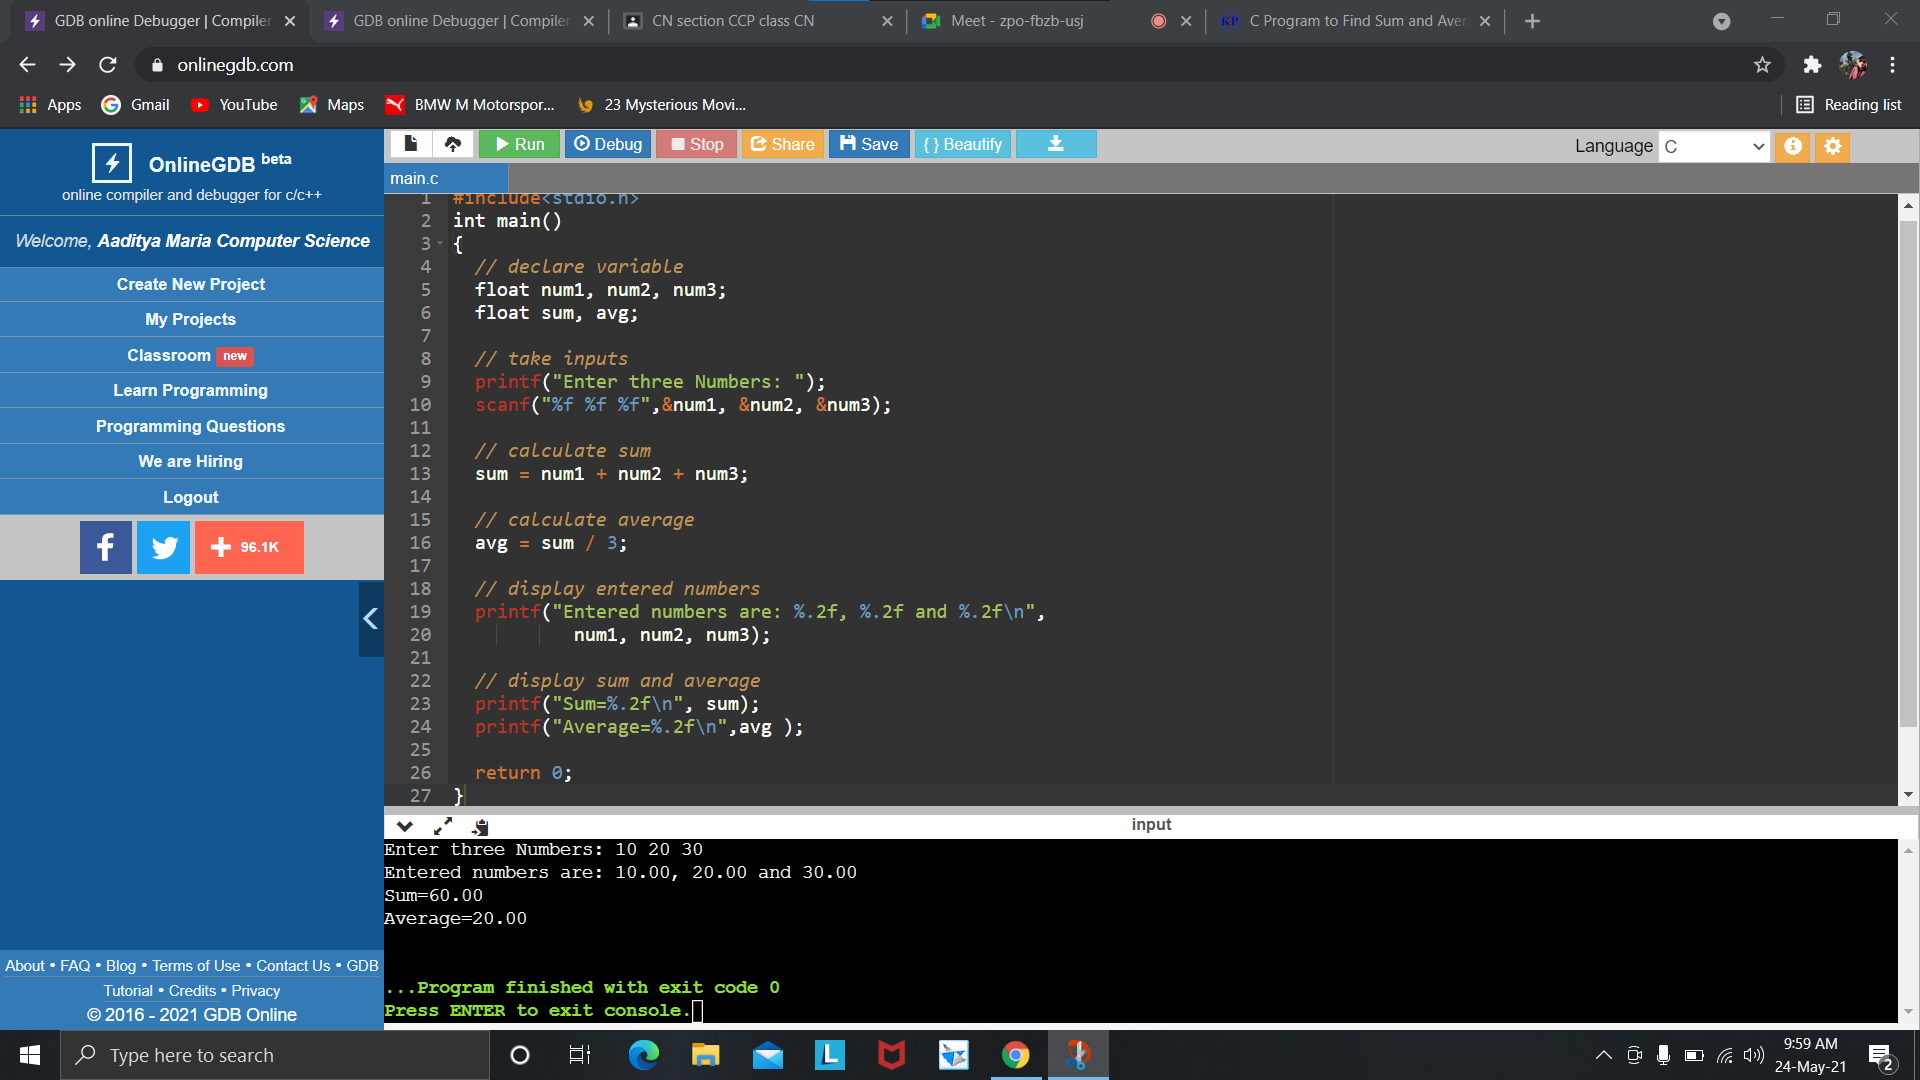 GDB online Debugger | Compiler
GDB online Debugger | Compiler
CN section CCP class CN
Meet - zpo-fbzb-usj
C Program to Find Sum and Aver
onlinegdb.com
Apps
Gmail
YouTube
Maps
BMW M Motorspor...
23 Mysterious Movi...
Reading list
OnlineGDB beta
online compiler and debugger for c/c++
Welcome, Aaditya Maria Computer Science
Create New Project
My Projects
Classroom new
Learn Programming
Programming Questions
We are Hiring
Logout
96.1K
About • FAQ • Blog • Terms of Use • Contact Us • GDB
Tutorial • Credits • Privacy
© 2016 - 2021 GDB Online
Run
Debug
Stop
Share
Save
{ } Beautify
Language C
main.c
1 #include<stdio.h>
2 int main()
3 {
4 // declare variable
5 float num1, num2, num3;
6 float sum, avg;
7
8 // take inputs
9 printf("Enter three Numbers: ");
10 scanf("%f %f %f",&num1, &num2, &num3);
11
12 // calculate sum
13 sum = num1 + num2 + num3;
14
15 // calculate average
16 avg = sum / 3;
17
18 // display entered numbers
19 printf("Entered numbers are: %.2f, %.2f and %.2f\n",
20 num1, num2, num3);
21
22 // display sum and average
23 printf("Sum=%.2f\n", sum);
24 printf("Average=%.2f\n",avg );
25
26 return 0;
27 }
input
Enter three Numbers: 10 20 30
Entered numbers are: 10.00, 20.00 and 30.00
Sum=60.00
Average=20.00
...Program finished with exit code 0
Press ENTER to exit console.
Type here to search
9:59 AM
24-May-21
2